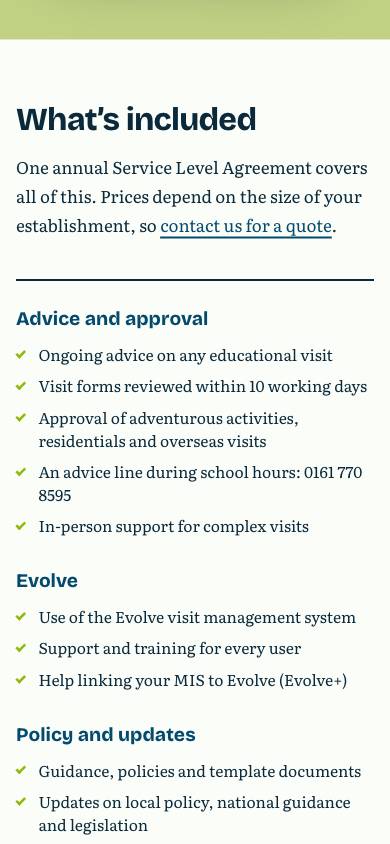 What's included
One annual Service Level Agreement covers
all of this. Prices depend on the size of your
establishment, so contact us for a quote.
Advice and approval
Ongoing advice on any educational visit
Visit forms reviewed within 10 working days
Approval of adventurous activities,
residentials and overseas visits
An advice line during school hours: 0161 770
8595
In-person support for complex visits
Evolve
Use of the Evolve visit management system
Support and training for every user
Help linking your MIS to Evolve (Evolve+)
Policy and updates
Guidance, policies and template documents
Updates on local policy, national guidance
and legislation